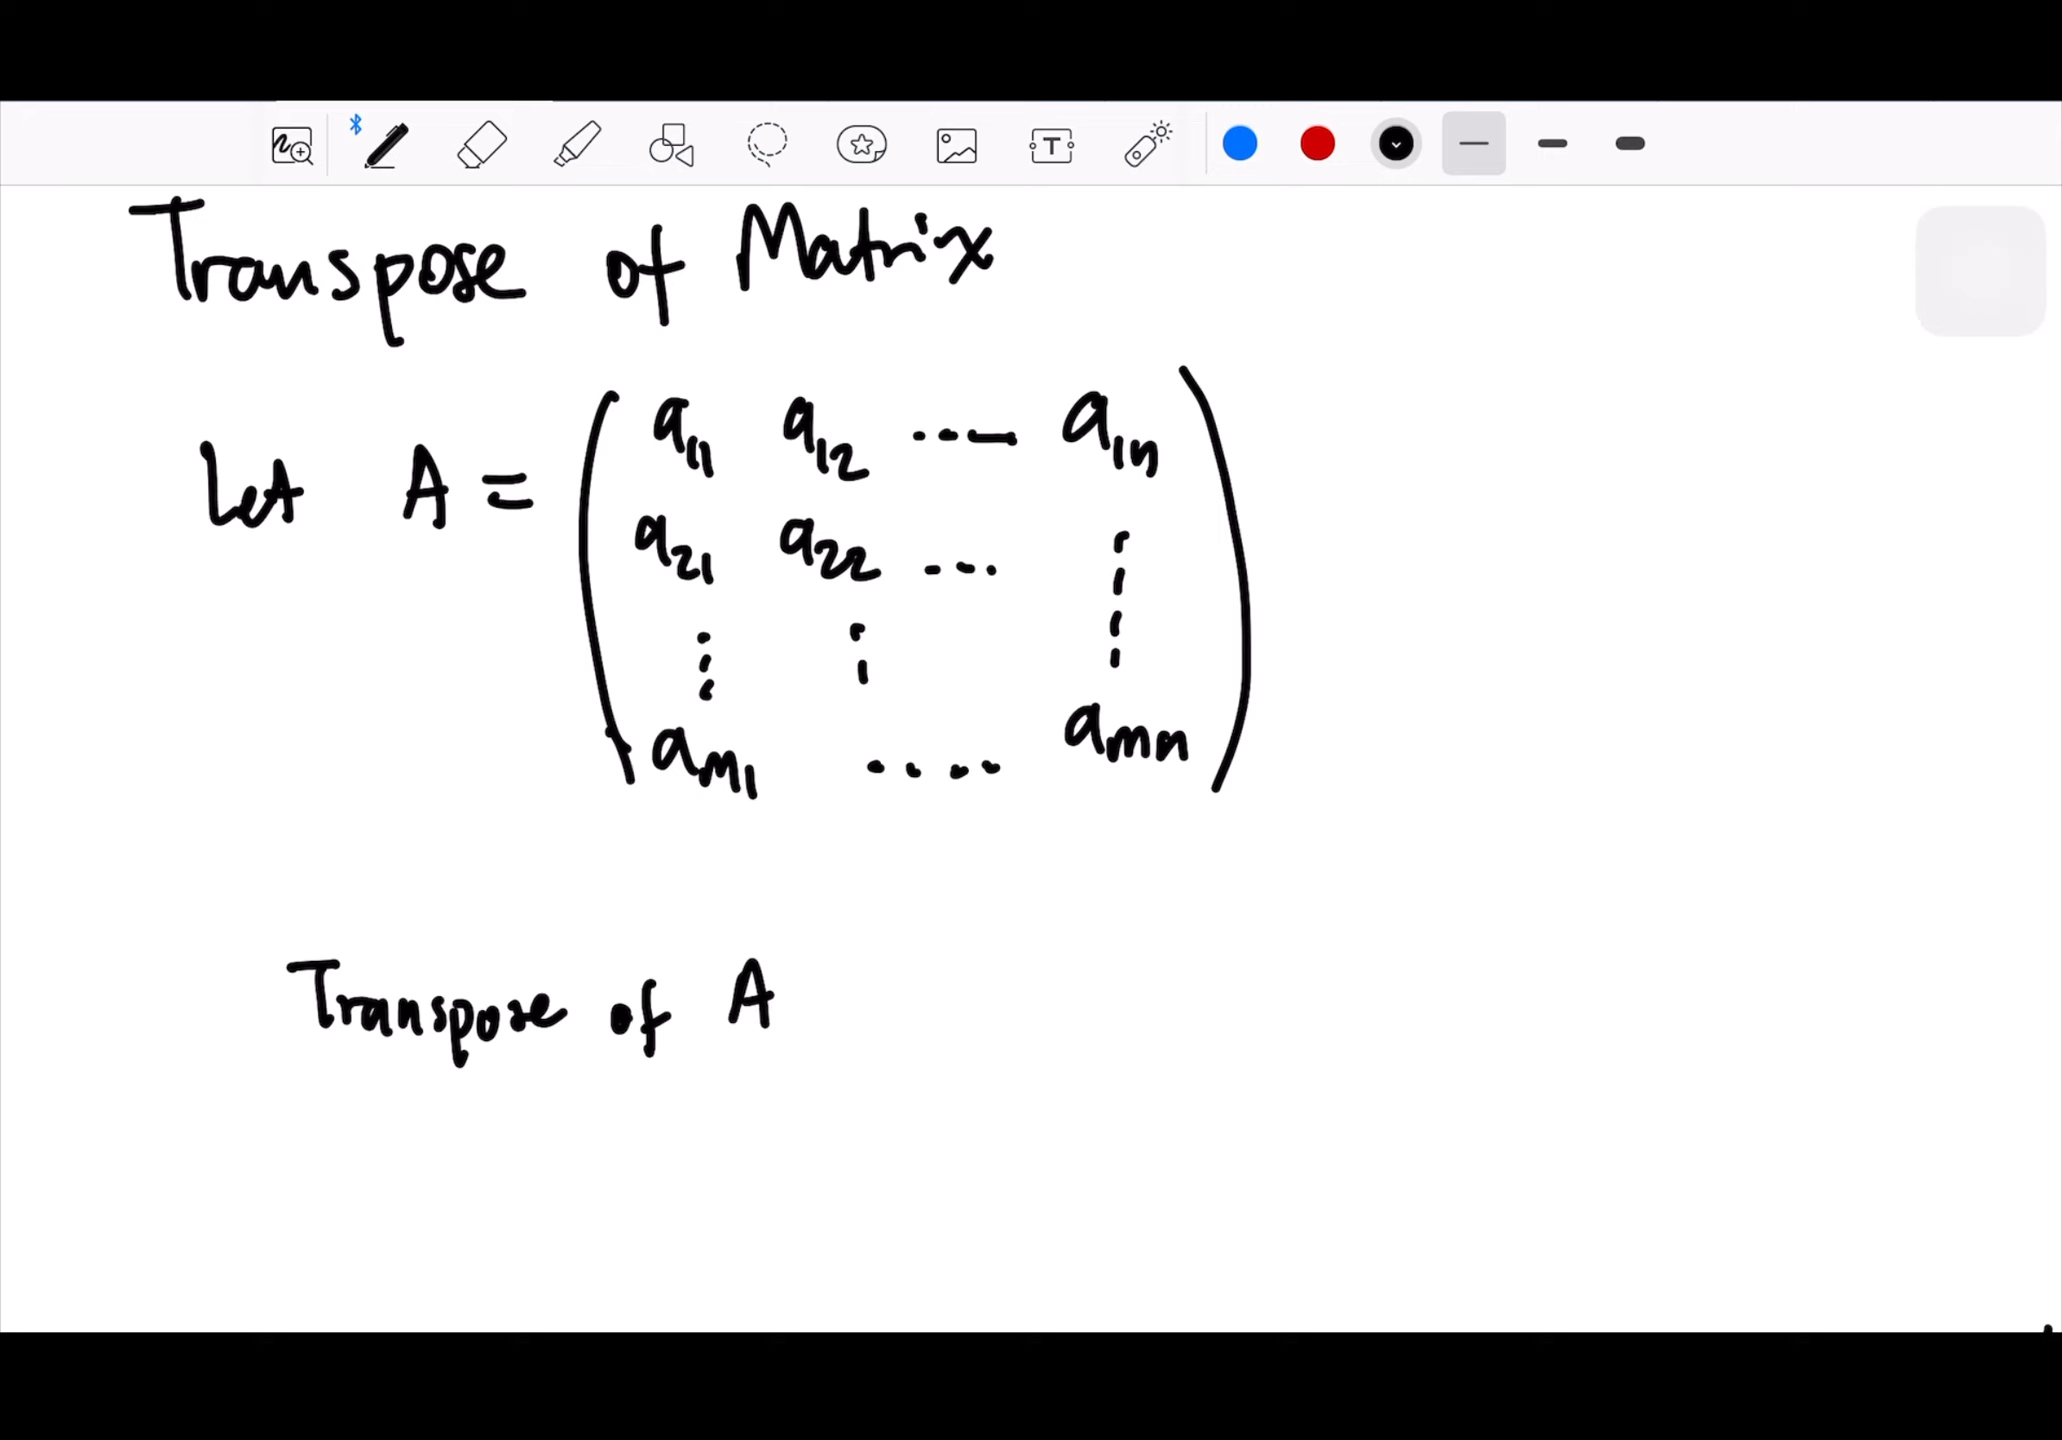 Transpose of Matrix
Let A = ( a₁₁ a₁₂ ..... a₁ₙ
a₂₁ a₂₂ ... ⋮
⋮ ⋮ ⋮
aₘ₁ .... aₘₙ )
Transpose of A